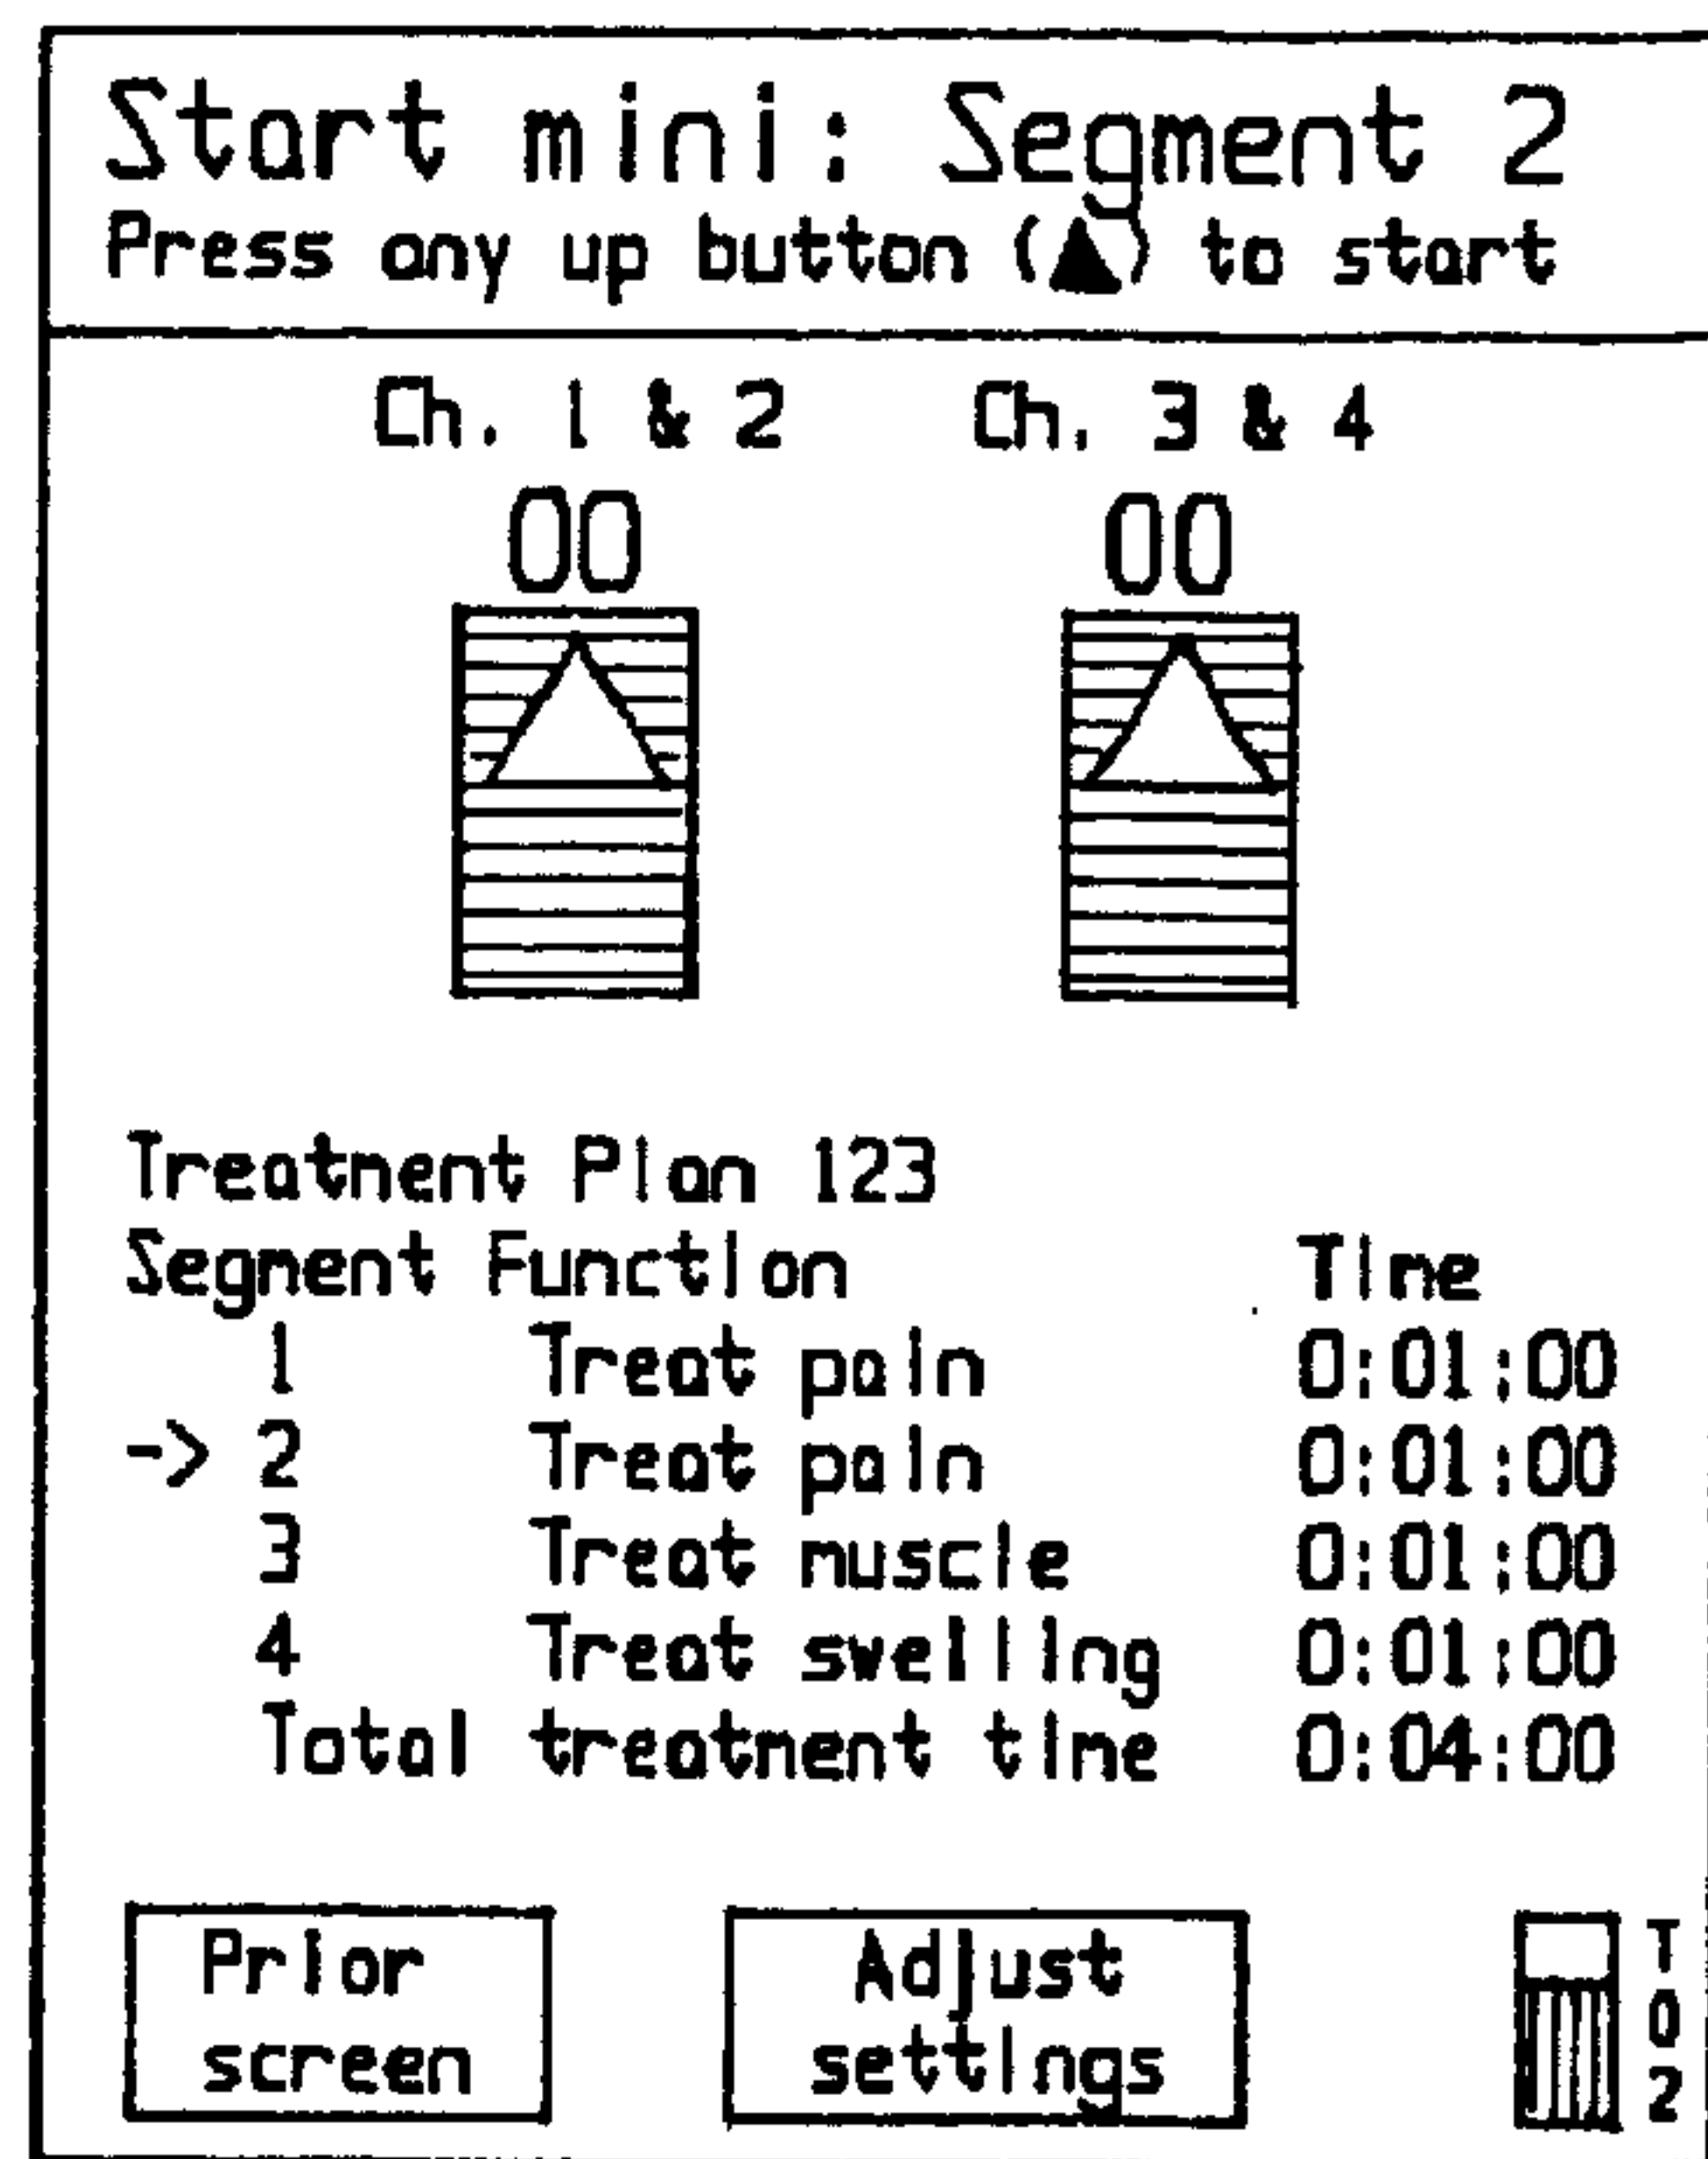 Start mini: Segment 2
Press any up button (▲) to start
Ch. 1 & 2 Ch. 3 & 4
00 00
Treatment Plan 123
Segment Function Time
1 Treat pain 0:01:00
-> 2 Treat pain 0:01:00
3 Treat muscle 0:01:00
4 Treat swelling 0:01:00
Total treatment time 0:04:00
Prior screen
Adjust settings
T02